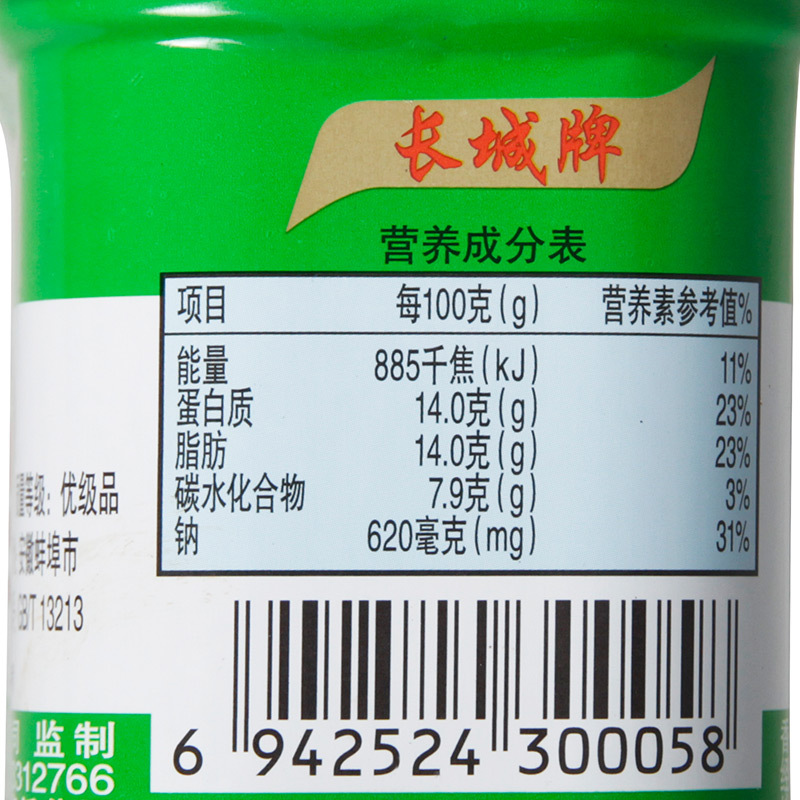 长城牌
营养成分表
项目 每100克(g) 营养素参考值%
能量 885千焦(kJ) 11%
蛋白质 14.0克(g) 23%
脂肪 14.0克(g) 23%
碳水化合物 7.9克(g) 3%
钠 620毫克(mg) 31%
等级: 优级品
安徽蚌埠市
GB/T 13213
监制
312766
6 942524 300058